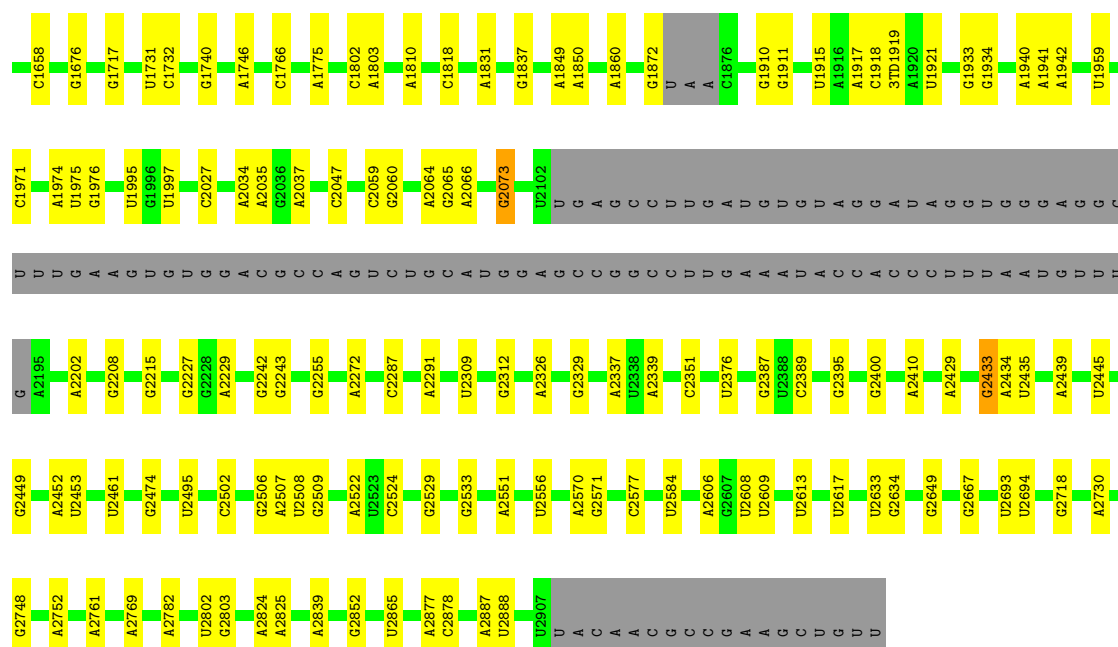 C1658 G1676 G1717 U1731 C1732 G1740 A1746 C1766 A1775 C1802 A1803 A1810 C1818 A1831 G1837 A1849 A1850 A1860 G1872 U A A C1876 G1910 G1911 U1915 A1916 A1917 C1918 3TD1919 A1920 U1921 G1933 G1934 A1940 A1941 A1942 U1959
C1971 A1974 U1975 G1976 U1995 G1996 U1997 C2027 A2034 A2035 G2036 A2037 C2047 C2059 G2060 A2064 G2065 A2066 G2073 U2102 U G A G C C U U G A U G U G U A G G A U A G G U G G G A G G C
U U U G A A G U G U G G A C G C C A G U C U G C A U G G A G C C G G C C U U G A A A U A C C A C C C U U U A A U G U U U
G A2195 A2202 G2208 G2215 G2227 G2228 A2229 G2242 G2243 G2255 A2272 C2287 A2291 U2309 G2312 A2326 G2329 A2337 U2338 A2339 C2351 U2376 G2387 U2388 C2389 G2395 G2400 A2410 A2429 G2433 A2434 U2435 A2439 U2445
G2449 A2452 U2453 U2461 G2474 U2495 C2502 G2506 A2507 U2508 G2509 A2522 U2523 C2524 G2529 G2533 A2551 U2556 A2570 G2571 C2577 U2584 A2606 G2607 U2608 U2609 U2613 U2617 U2633 G2634 G2649 G2667 U2693 U2694 G2718 A2730
G2748 A2752 A2761 A2769 A2782 U2802 G2803 A2824 A2825 A2839 G2852 U2865 A2877 C2878 A2887 U2888 U2907 U A C A A C G C C G A A G C U G U U